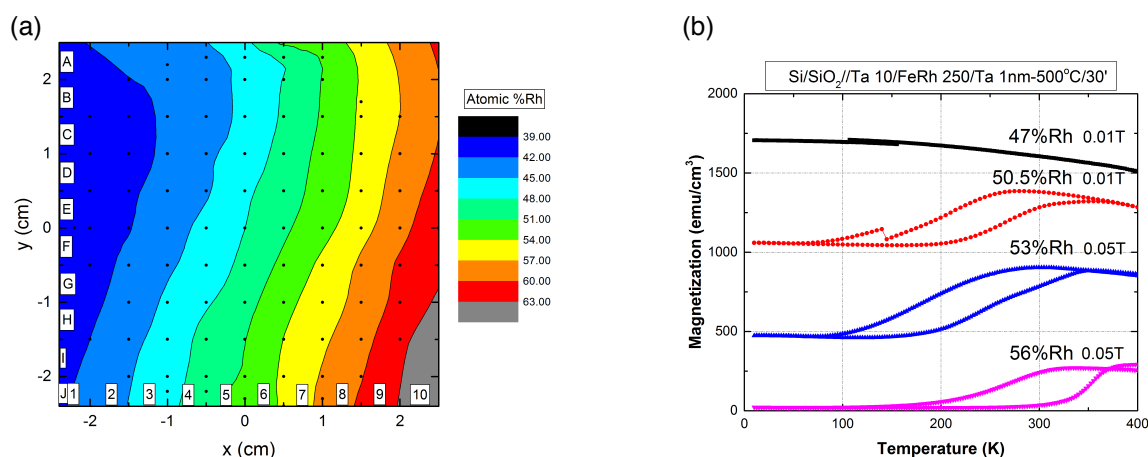 (a)
(b)
A
B
C
D
E
F
G
H
I
J 1 2 3 4 5 6 7 8 9 10
2
1
0
-1
-2
-2 -1 0 1 2
x (cm)
y (cm)
Atomic %Rh
39.00
42.00
45.00
48.00
51.00
54.00
57.00
60.00
63.00
Si/SiO2//Ta 10/FeRh 250/Ta 1nm-500°C/30'
2000
1500
1000
500
0
47%Rh 0.01T
50.5%Rh 0.01T
53%Rh 0.05T
56%Rh 0.05T
0 100 200 300 400
Temperature (K)
Magnetization (emu/cm³)